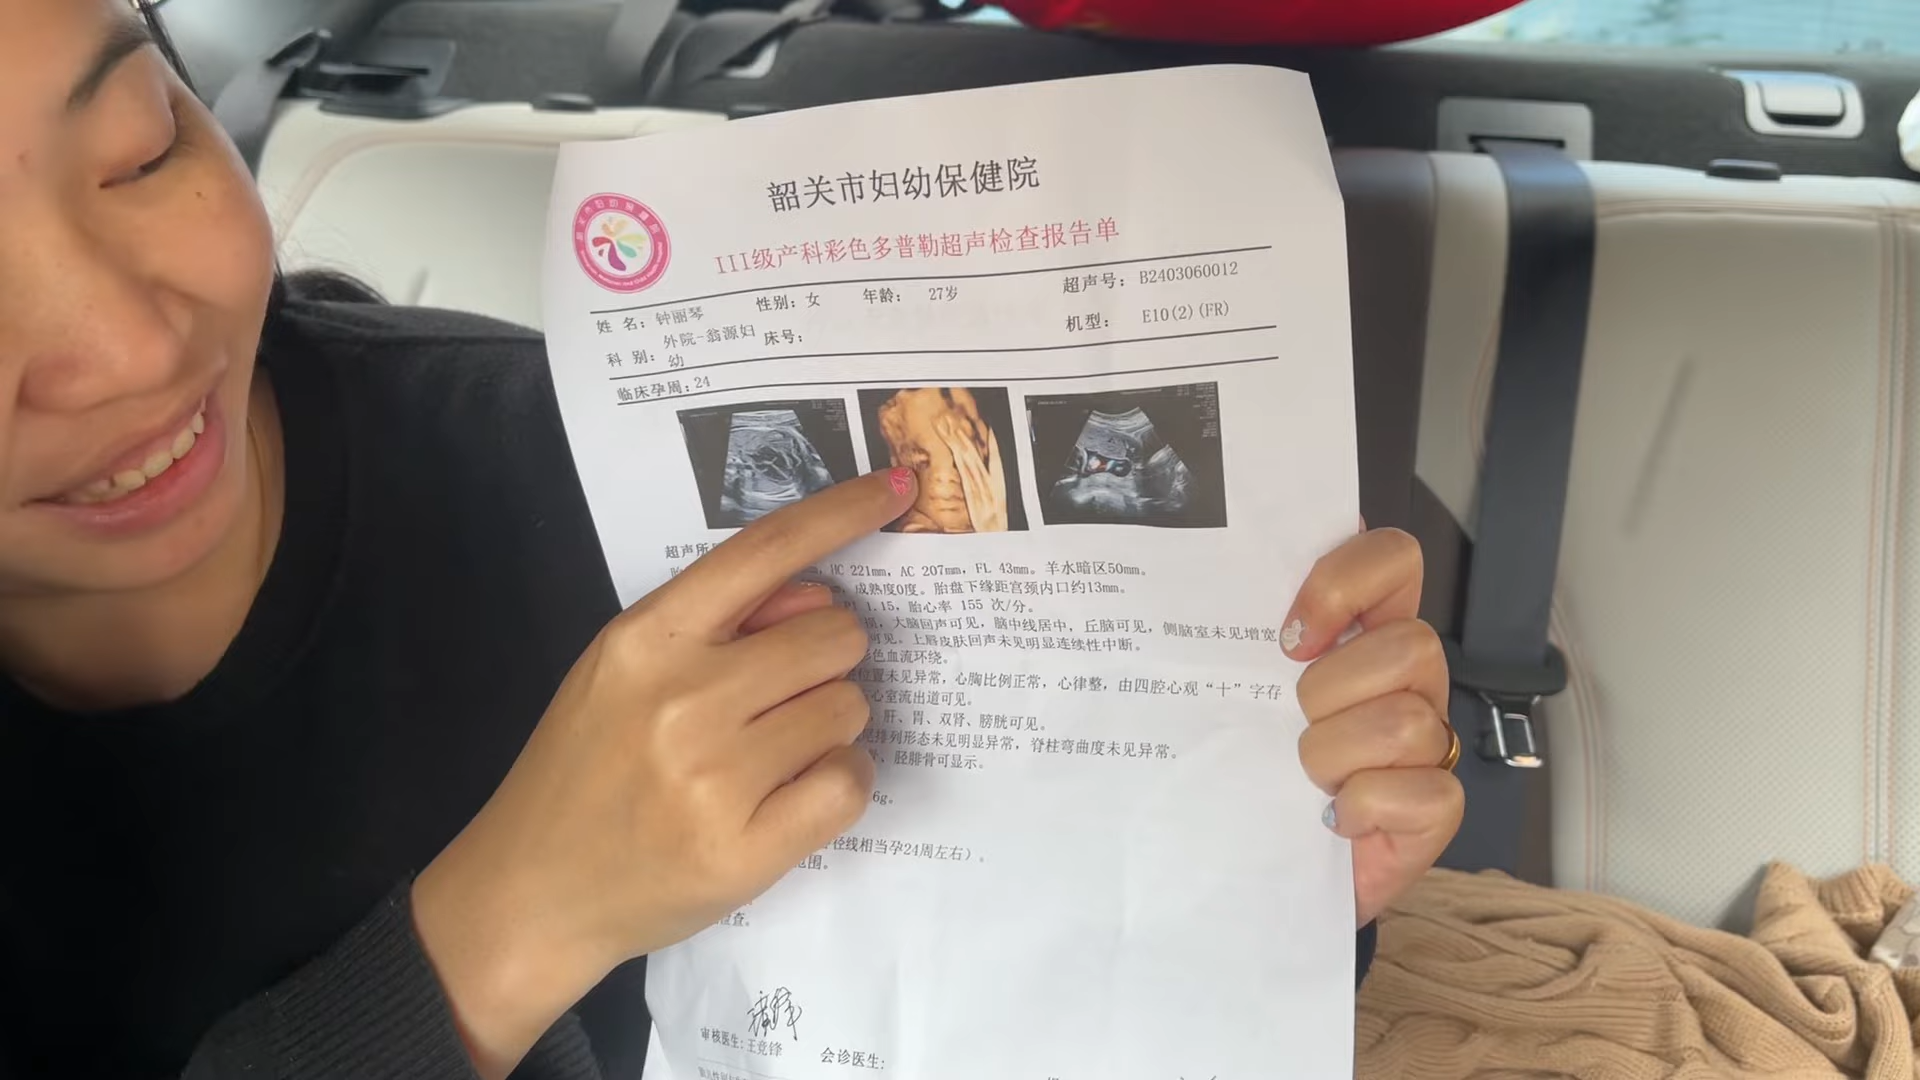 韶关市妇幼保健院
III级产科彩色多普勒超声检查报告单
姓 名：钟丽琴 性别：女 年龄： 27岁 超声号：B2403060012
科 别：外院-翁源妇幼 床号： 机型： E10(2)(FR)
临床孕周：24
超声所
, HC 221mm, AC 207mm, FL 43mm。羊水暗区50mm。
，成熟度0度。胎盘下缘距宫颈内口约13mm。
PI 1.15，胎心率 155 次/分。
，大脑回声可见，脑中线居中，丘脑可见，侧脑室未见增宽
可见。上唇皮肤回声未见明显连续性中断。
色血流环绕。
位置未见异常，心胸比例正常，心律整，由四腔心观“十”字存
心室流出道可见。
，肝、胃、双肾、膀胱可见。
排列形态未见明显异常，脊柱弯曲度未见异常。
、胫腓骨可显示。
6g。
径线相当孕24周左右）。
范围。
检查。
审核医生：王竞锋 会诊医生：